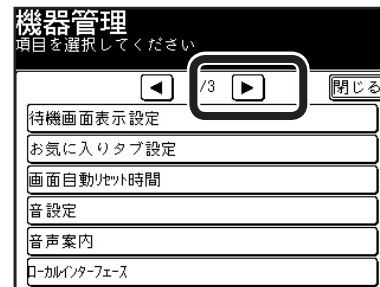 機器管理
項目を選択してください
◀ /3 ▶ 閉じる
待機画面表示設定
お気に入りタブ設定
画面自動ﾘｾｯﾄ時間
音設定
音声案内
ﾛｰｶﾙｲﾝﾀｰﾌｪｰｽ